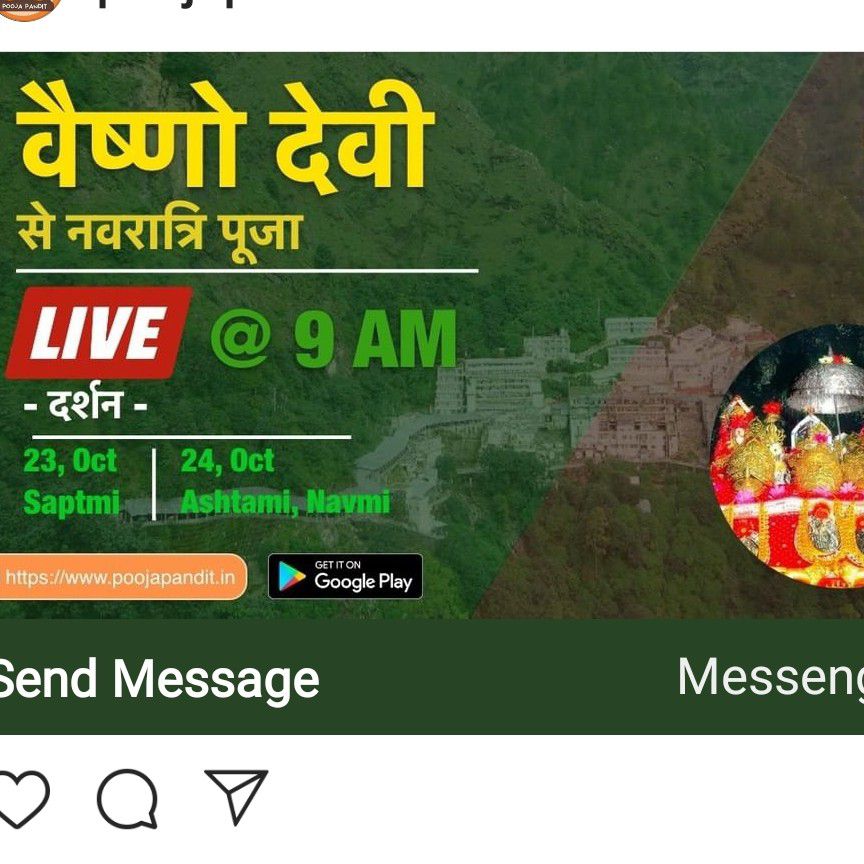 POOJA PANDIT
वैष्णो देवी
से नवरात्रि पूजा
LIVE @ 9 AM
- दर्शन -
23, Oct
Saptmi
24, Oct
Ashtami, Navmi
https://www.poojapandit.in
GET IT ON
Google Play
Send Message
Messeng